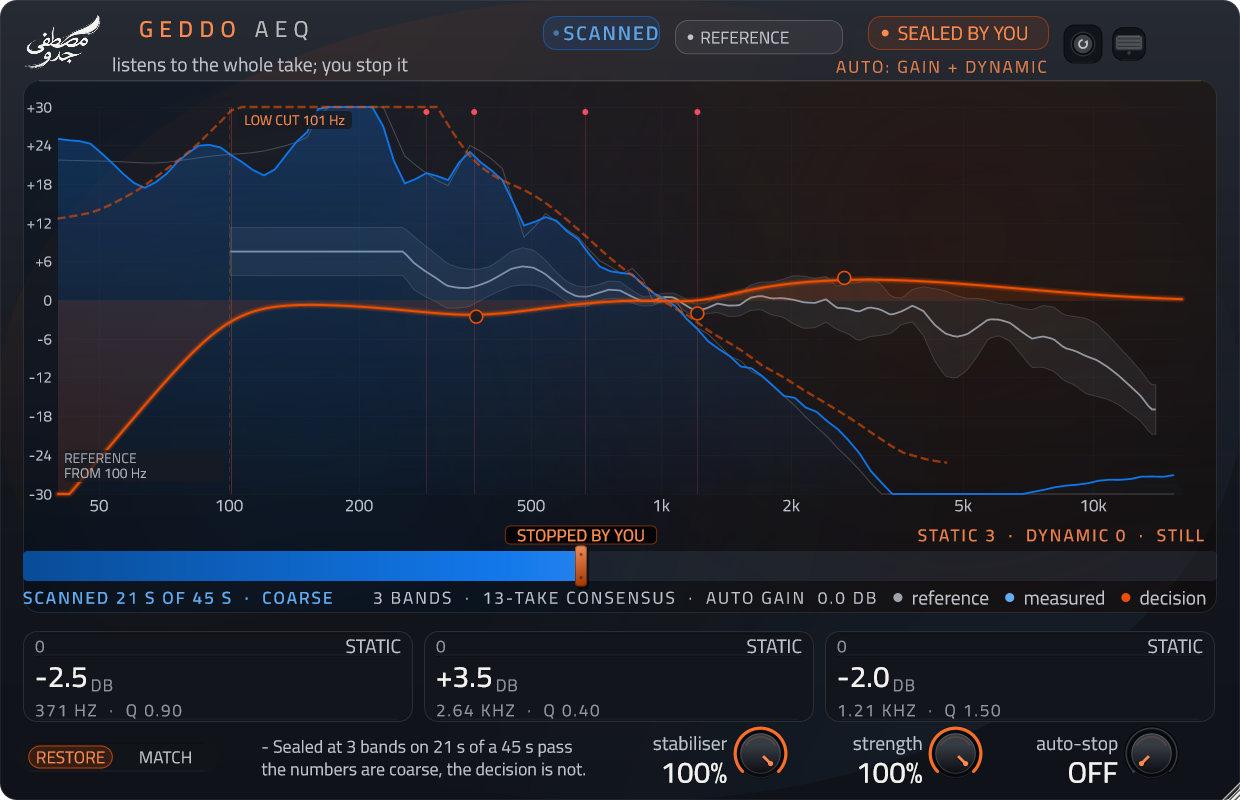 مصطفى
جدو
GEDDO AEQ
listens to the whole take; you stop it
SCANNED
REFERENCE
SEALED BY YOU
AUTO: GAIN + DYNAMIC
+30
+24
+18
+12
+6
0
-6
-12
-18
-24
-30
LOW CUT 101 Hz
REFERENCE
FROM 100 Hz
50 100 200 500 1k 2k 5k 10k
STOPPED BY YOU
STATIC 3 · DYNAMIC 0 · STILL
SCANNED 21 S OF 45 S · COARSE 3 BANDS · 13-TAKE CONSENSUS · AUTO GAIN 0.0 DB reference measured decision
0 STATIC
-2.5 DB
371 HZ · Q 0.90
0 STATIC
+3.5 DB
2.64 KHZ · Q 0.40
0 STATIC
-2.0 DB
1.21 KHZ · Q 1.50
RESTORE MATCH
- Sealed at 3 bands on 21 s of a 45 s pass
the numbers are coarse, the decision is not.
stabiliser
100%
strength
100%
auto-stop
OFF